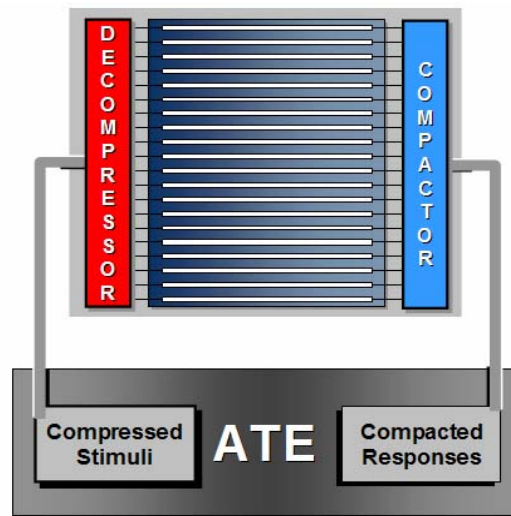 DECOMPRESSOR
COMPACTOR
Compressed
Stimuli
ATE
Compacted
Responses